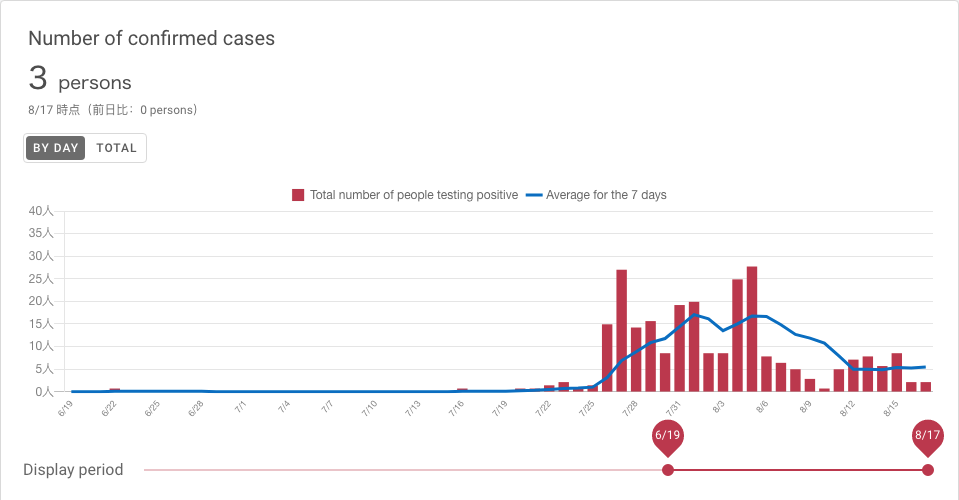 Number of confirmed cases
3 persons
8/17 時点（前日比：0 persons）
BY DAY TOTAL
Total number of people testing positive Average for the 7 days
40人
35人
30人
25人
20人
15人
10人
5人
0人
6/19 6/22 6/25 6/28 7/1 7/4 7/7 7/10 7/13 7/16 7/19 7/22 7/25 7/28 7/31 8/3 8/6 8/9 8/12 8/15
6/19 8/17
Display period